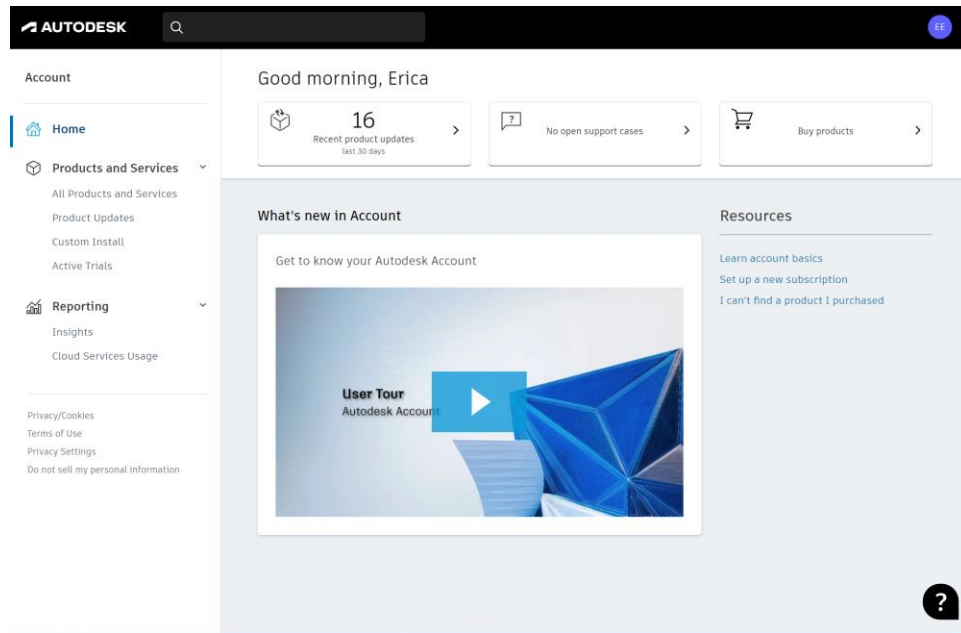 AUTODESK
EE
Account
Home
Products and Services
All Products and Services
Product Updates
Custom Install
Active Trials
Reporting
Insights
Cloud Services Usage
Privacy/Cookies
Terms of Use
Privacy Settings
Do not sell my personal information
Good morning, Erica
16
Recent product updates
last 30 days
?
No open support cases
Buy products
What's new in Account
Get to know your Autodesk Account
User Tour
Autodesk Account
Resources
Learn account basics
Set up a new subscription
I can't find a product I purchased
?